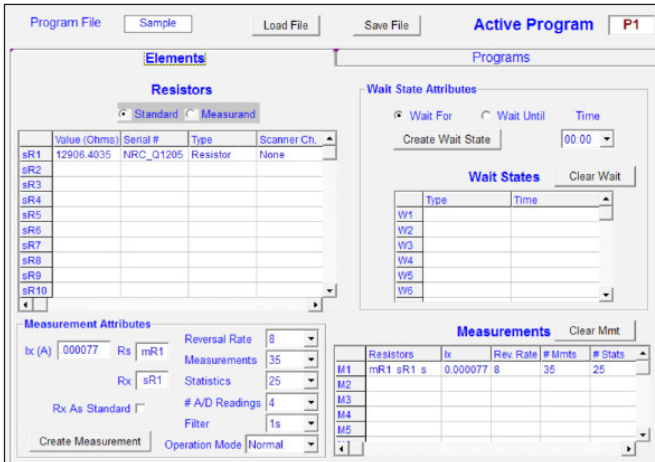 Program File Sample Load File Save File Active Program P1
Elements Programs
Resistors
Standard Measurand
Value (Ohms) Serial # Type Scanner Ch.
sR1 12906.4035 NRC_Q1205 Resistor None
sR2
sR3
sR4
sR5
sR6
sR7
sR8
sR9
sR10
Wait State Attributes
Wait For Wait Until Time
Create Wait State 00:00
Wait States Clear Wait
Type Time
W1
W2
W3
W4
W5
W6
Measurement Attributes
Ix (A) .000077 Rs mR1
Rx sR1
Rx As Standard
Create Measurement
Reversal Rate 8
Measurements 35
Statistics 25
# A/D Readings 4
Filter 1s
Operation Mode Normal
Measurements Clear Mmt
Resistors Ix Rev. Rate # Mmts # Stats
M1 mR1 sR1 s 0.000077 8 35 25
M2
M3
M4
M5